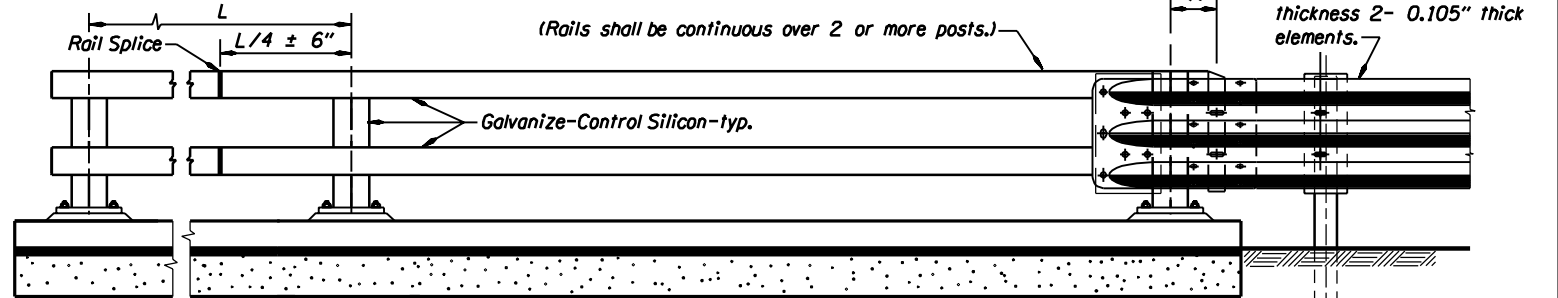 L
Rail Splice
L/4 ± 6"
(Rails shall be continuous over 2 or more posts.)
thickness 2- 0.105" thick
elements.
Galvanize-Control Silicon-typ.